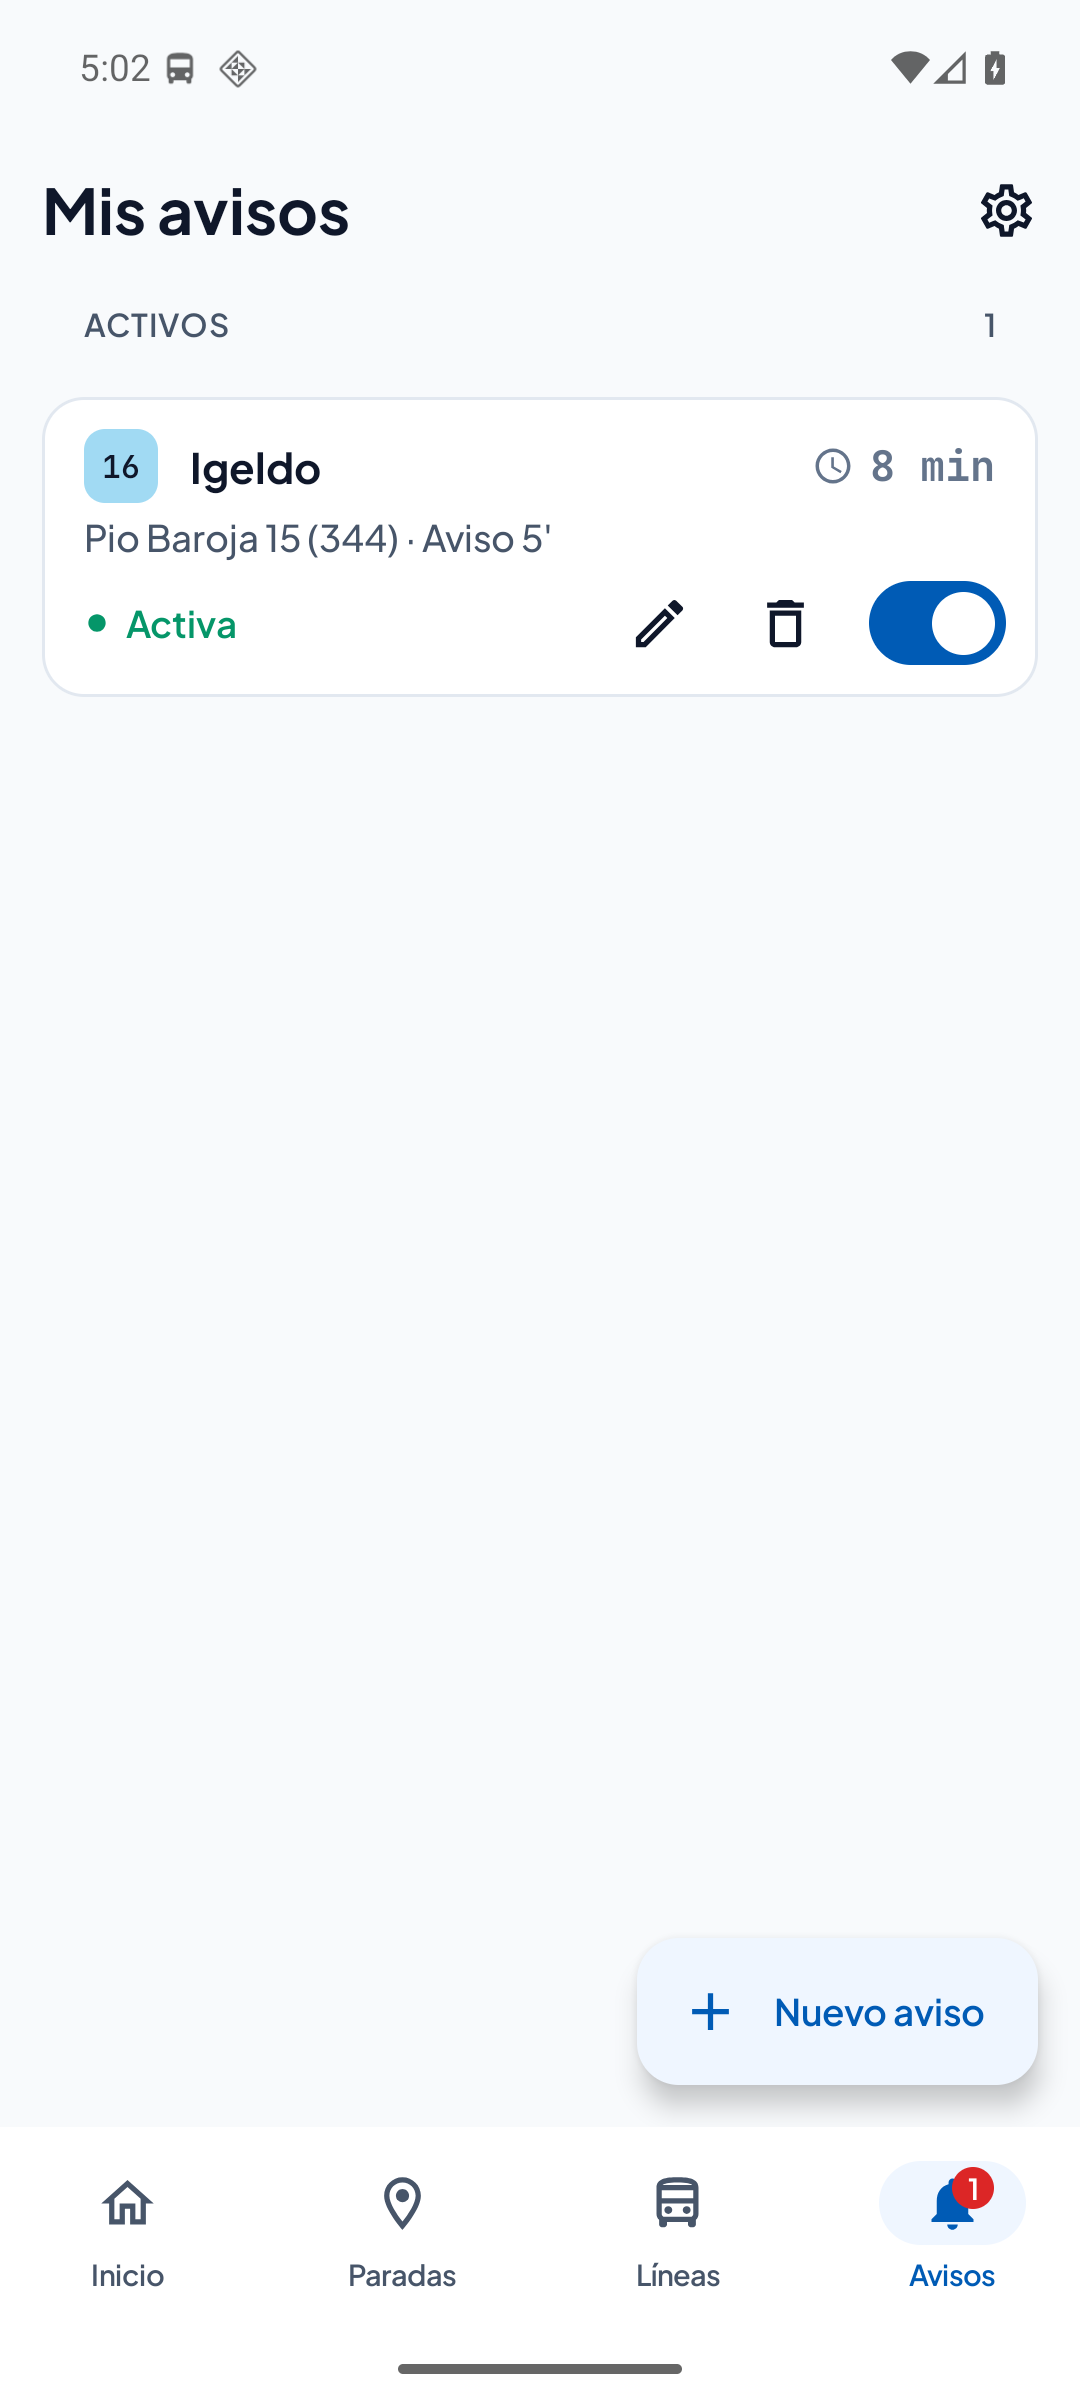 5:02
Mis avisos
ACTIVOS 1
16 Igeldo 8 min
Pio Baroja 15 (344) · Aviso 5'
Activa
Nuevo aviso
1
Inicio Paradas Líneas Avisos